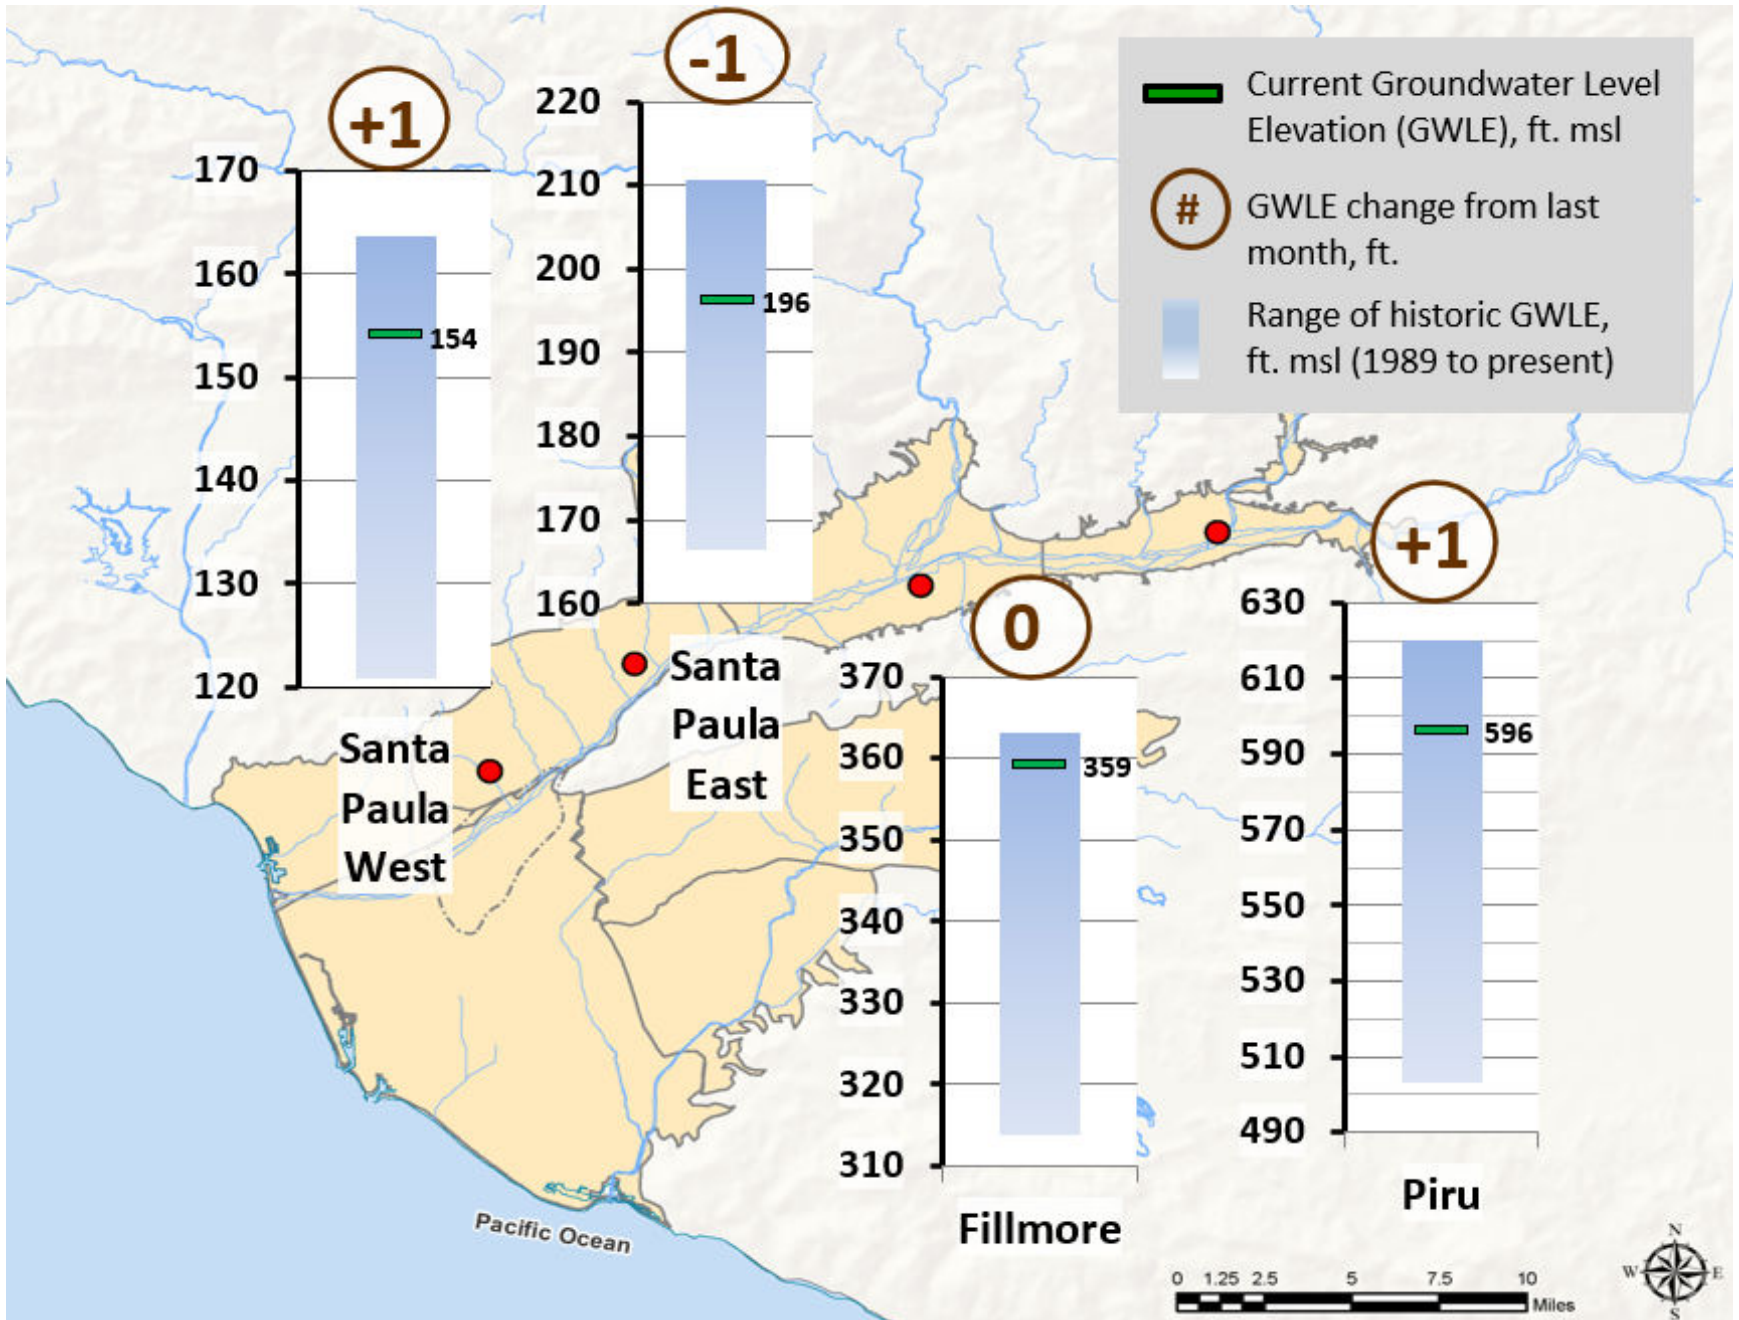 +1
170
160
150
140
130
120
154
Santa
Paula
West
-1
220
210
200
190
180
170
160
196
Santa
Paula
East
Current Groundwater Level
Elevation (GWLE), ft. msl
#
GWLE change from last
month, ft.
Range of historic GWLE,
ft. msl (1989 to present)
0
370
360
350
340
330
320
310
359
Fillmore
+1
630
610
590
570
550
530
510
490
596
Piru
Pacific Ocean
N
W E
S
0 1.25 2.5 5 7.5 10
Miles